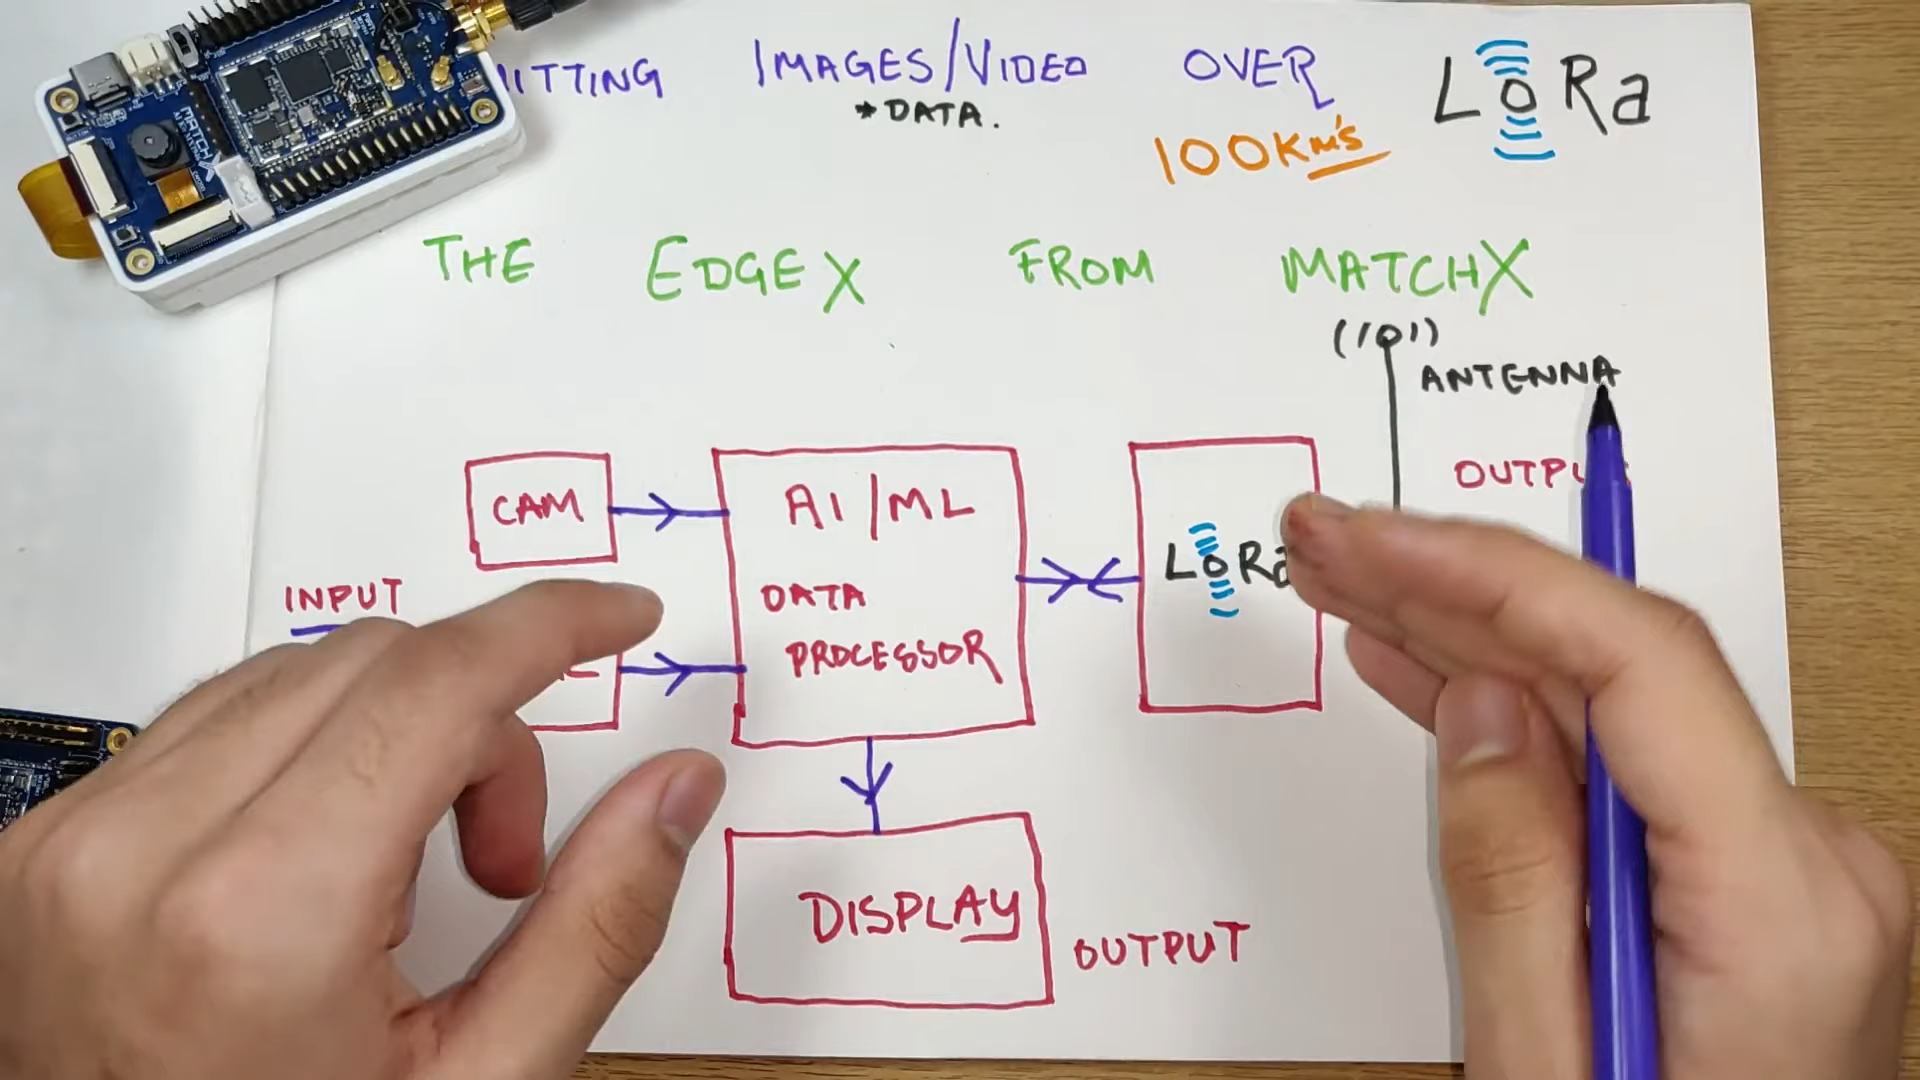 IMAGES/VIDEO OVER LoRa
*DATA.
100Km's
THE EDGEX FROM MATCHX
ANTENNA
CAM
AI/ML
DATA
PROCESSOR
LoRa
INPUT
DISPLAY
OUTPUT
MATCHX